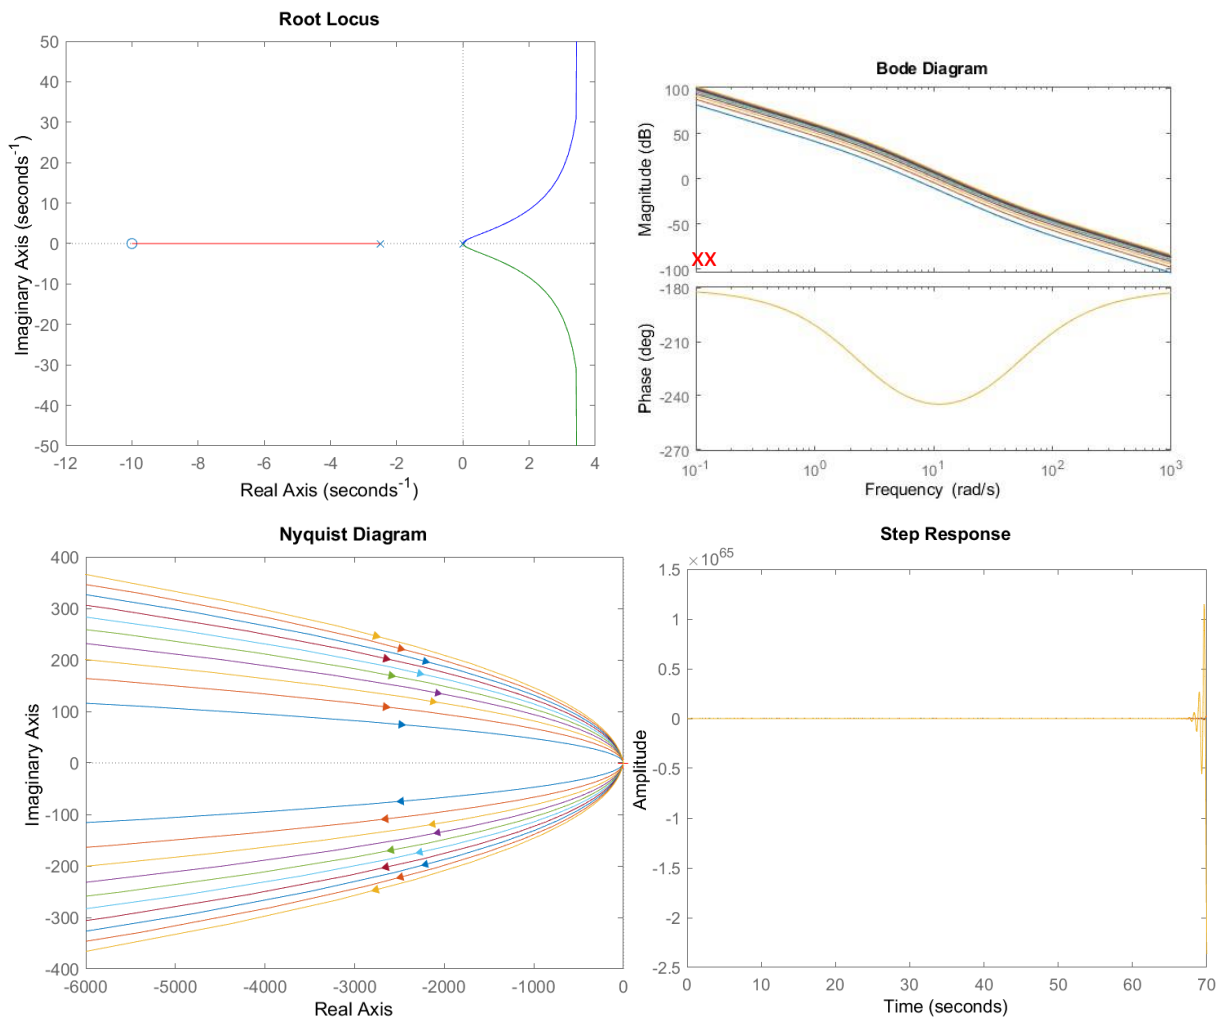 Root Locus
50
40
30
20
10
0
-10
-20
-30
-40
-50
Imaginary Axis (seconds-1)
-12 -10 -8 -6 -4 -2 0 2 4
Real Axis (seconds-1)
Bode Diagram
100
50
0
-50
-100
Magnitude (dB)
XX
-180
-210
-240
-270
Phase (deg)
10-1 100 101 102 103
Frequency (rad/s)
Nyquist Diagram
400
300
200
100
0
-100
-200
-300
-400
Imaginary Axis
-6000 -5000 -4000 -3000 -2000 -1000 0
Real Axis
Step Response
×1065
1.5
1
0.5
0
-0.5
-1
-1.5
-2
-2.5
Amplitude
0 10 20 30 40 50 60 70
Time (seconds)